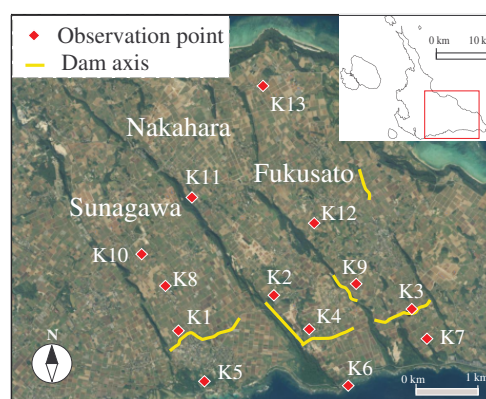 Observation point
Dam axis
0 km 10 k
K13
Nakahara
K11
Fukusato
Sunagawa
K12
K10
K8
K2
K9
K3
K1
K4
K7
N
K5
K6
0 km 1 km